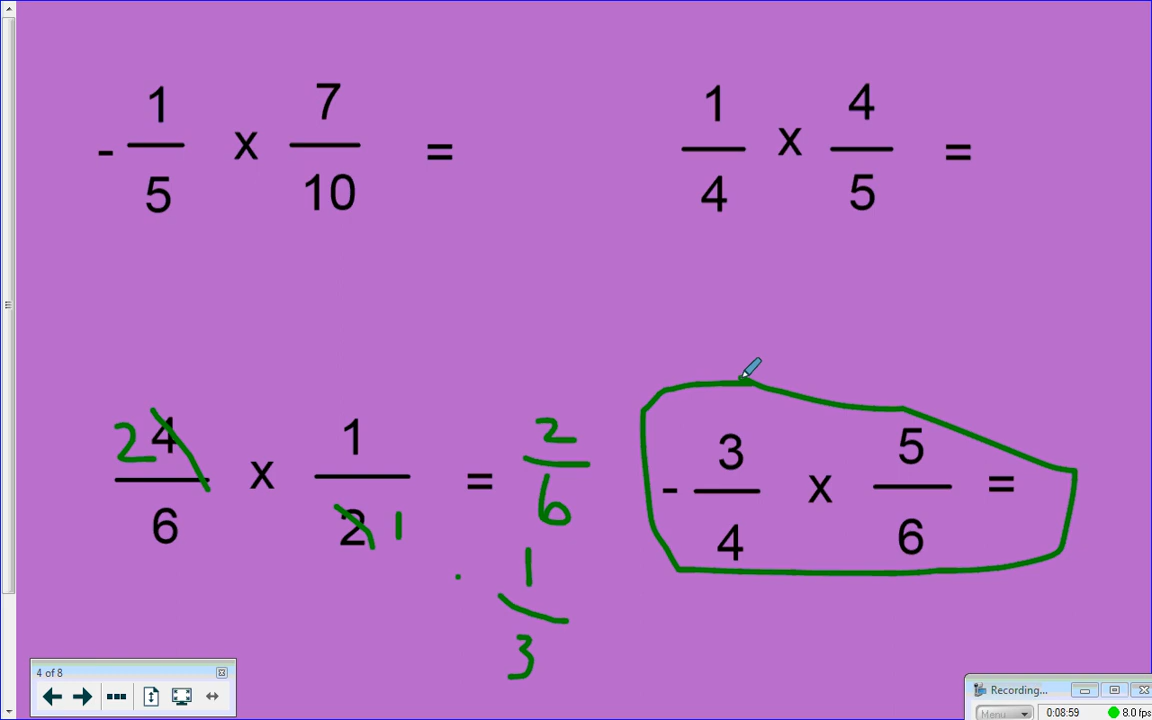 - 1/5 x 7/10 =
1/4 x 4/5 =
2 4/6 x 1/2 1 = 2/6
1/3
- 3/4 x 5/6 =
4 of 8
Recording...
Menu
0:08:59
8.0 fps